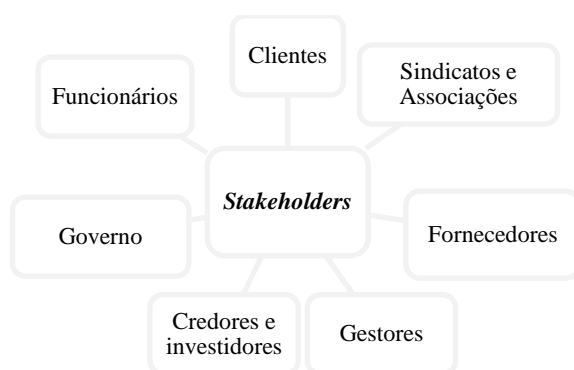 Clientes
Sindicatos e
Associações
Funcionários
Stakeholders
Governo
Fornecedores
Credores e
investidores
Gestores